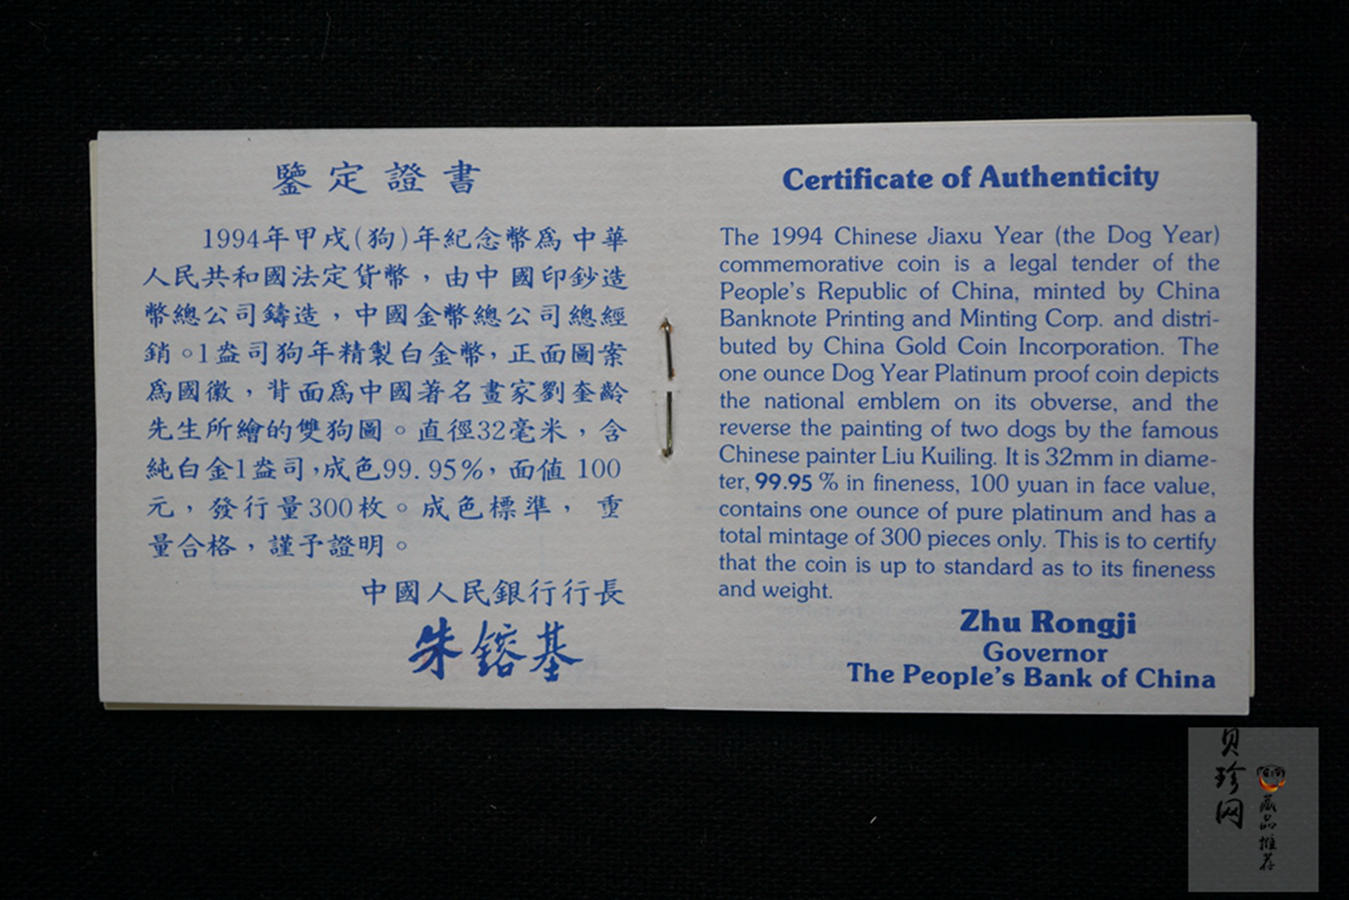 鑒定證書
1994年甲戌(狗)年紀念幣爲中華
人民共和國法定貨幣，由中國印鈔造
幣總公司鑄造，中國金幣總公司總經
銷。1盎司狗年精製白金幣，正面圖案
爲國徽，背面爲中國著名畫家劉奎齡
先生所繪的雙狗圖。直徑32毫米，含
純白金1盎司，成色99.95%，面值100
元，發行量300枚。成色標準，重
量合格，謹予證明。
中國人民銀行行長
朱鎔基
Certificate of Authenticity
The 1994 Chinese Jiaxu Year (the Dog Year)
commemorative coin is a legal tender of the
People's Republic of China, minted by China
Banknote Printing and Minting Corp. and distri-
buted by China Gold Coin Incorporation. The
one ounce Dog Year Platinum proof coin depicts
the national emblem on its obverse, and the
reverse the painting of two dogs by the famous
Chinese painter Liu Kuiling. It is 32mm in diame-
ter, 99.95 % in fineness, 100 yuan in face value,
contains one ounce of pure platinum and has a
total mintage of 300 pieces only. This is to certify
that the coin is up to standard as to its fineness
and weight.
Zhu Rongji
Governor
The People's Bank of China
贝珍网
藏品推荐